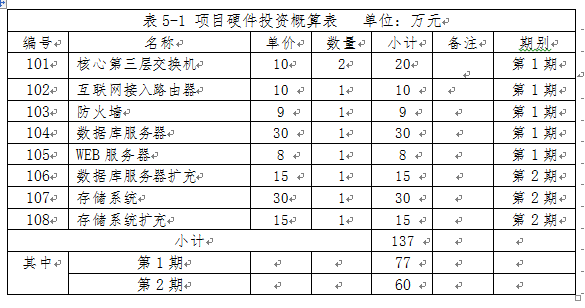 表 5-1 项目硬件投资概算表 单位：万元
编号 名称 单价 数量 小计 备注 期别
101 核心第三层交换机 10 2 20 第 1 期
102 互联网接入路由器 10 1 10 第 1 期
103 防火墙 9 1 9 第 1 期
104 数据库服务器 30 1 30 第 1 期
105 WEB 服务器 8 1 8 第 1 期
106 数据库服务器扩充 15 1 15 第 2 期
107 存储系统 30 1 30 第 2 期
108 存储系统扩充 15 1 15 第 2 期
小计 137
其中 第 1 期 77
第 2 期 60